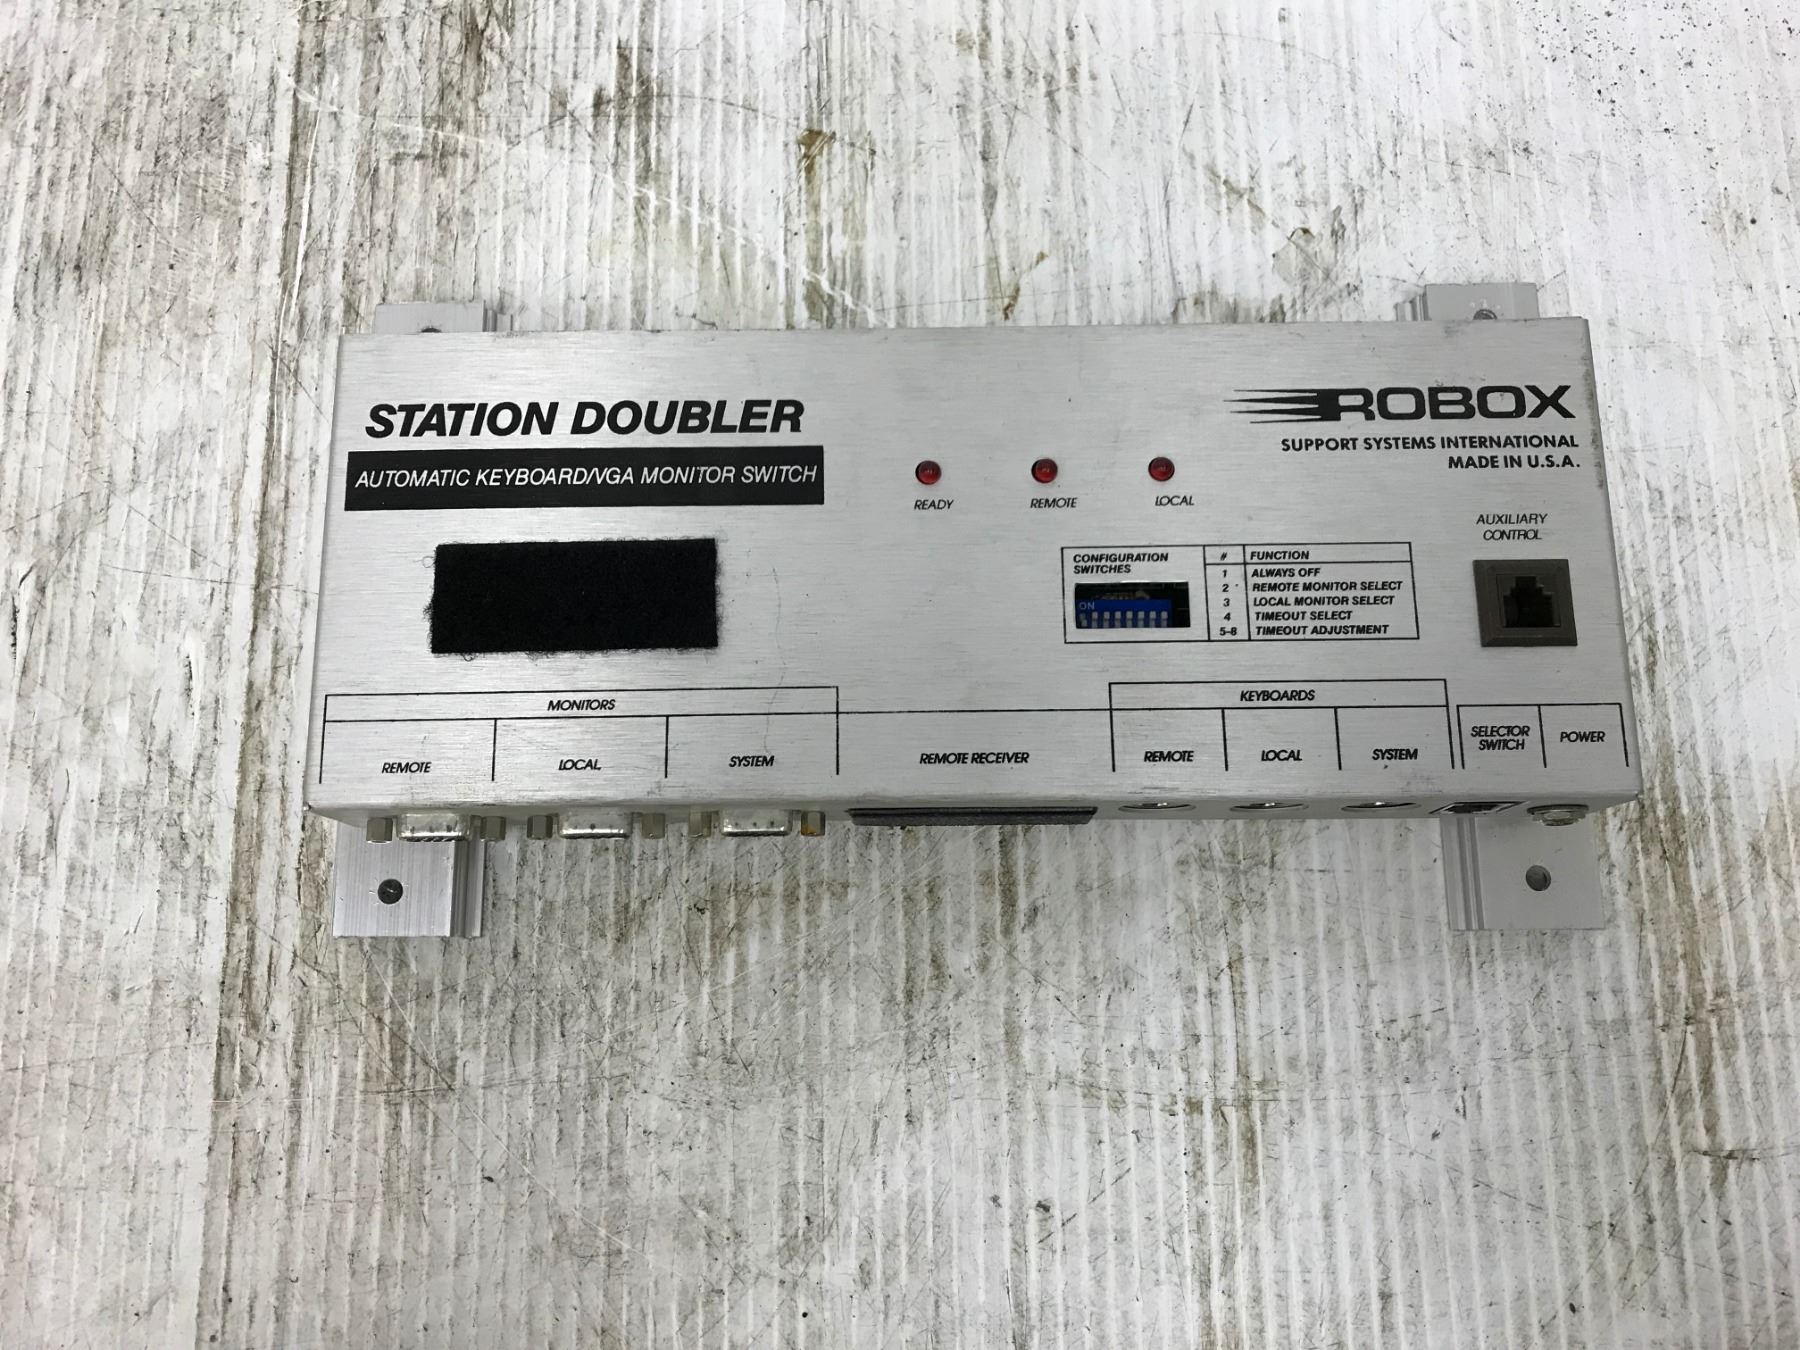 STATION DOUBLER
AUTOMATIC KEYBOARD/VGA MONITOR SWITCH
ROBOX
SUPPORT SYSTEMS INTERNATIONAL
MADE IN U.S.A.
READY
REMOTE
LOCAL
AUXILIARY
CONTROL
CONFIGURATION
SWITCHES
ON
# FUNCTION
1 ALWAYS OFF
2 REMOTE MONITOR SELECT
3 LOCAL MONITOR SELECT
4 TIMEOUT SELECT
5-8 TIMEOUT ADJUSTMENT
MONITORS
REMOTE
LOCAL
SYSTEM
REMOTE RECEIVER
KEYBOARDS
REMOTE
LOCAL
SYSTEM
SELECTOR
SWITCH
POWER